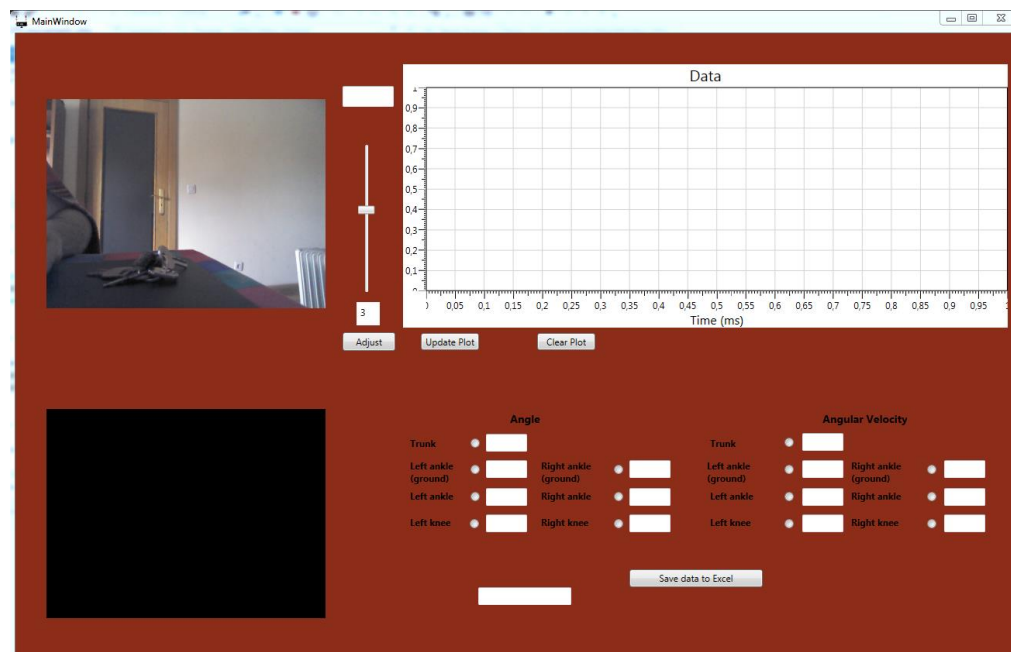 MainWindow
Data
0,9
0,8
0,7
0,6
0,5
0,4
0,3
0,2
0,1
0,05 0,1 0,15 0,2 0,25 0,3 0,35 0,4 0,45 0,5 0,55 0,6 0,65 0,7 0,75 0,8 0,85 0,9 0,95
Time (ms)
3
Adjust
Update Plot
Clear Plot
Angle
Trunk
Left ankle
(ground)
Right ankle
(ground)
Left ankle
Right ankle
Left knee
Right knee
Angular Velocity
Trunk
Left ankle
(ground)
Right ankle
(ground)
Left ankle
Right ankle
Left knee
Right knee
Save data to Excel